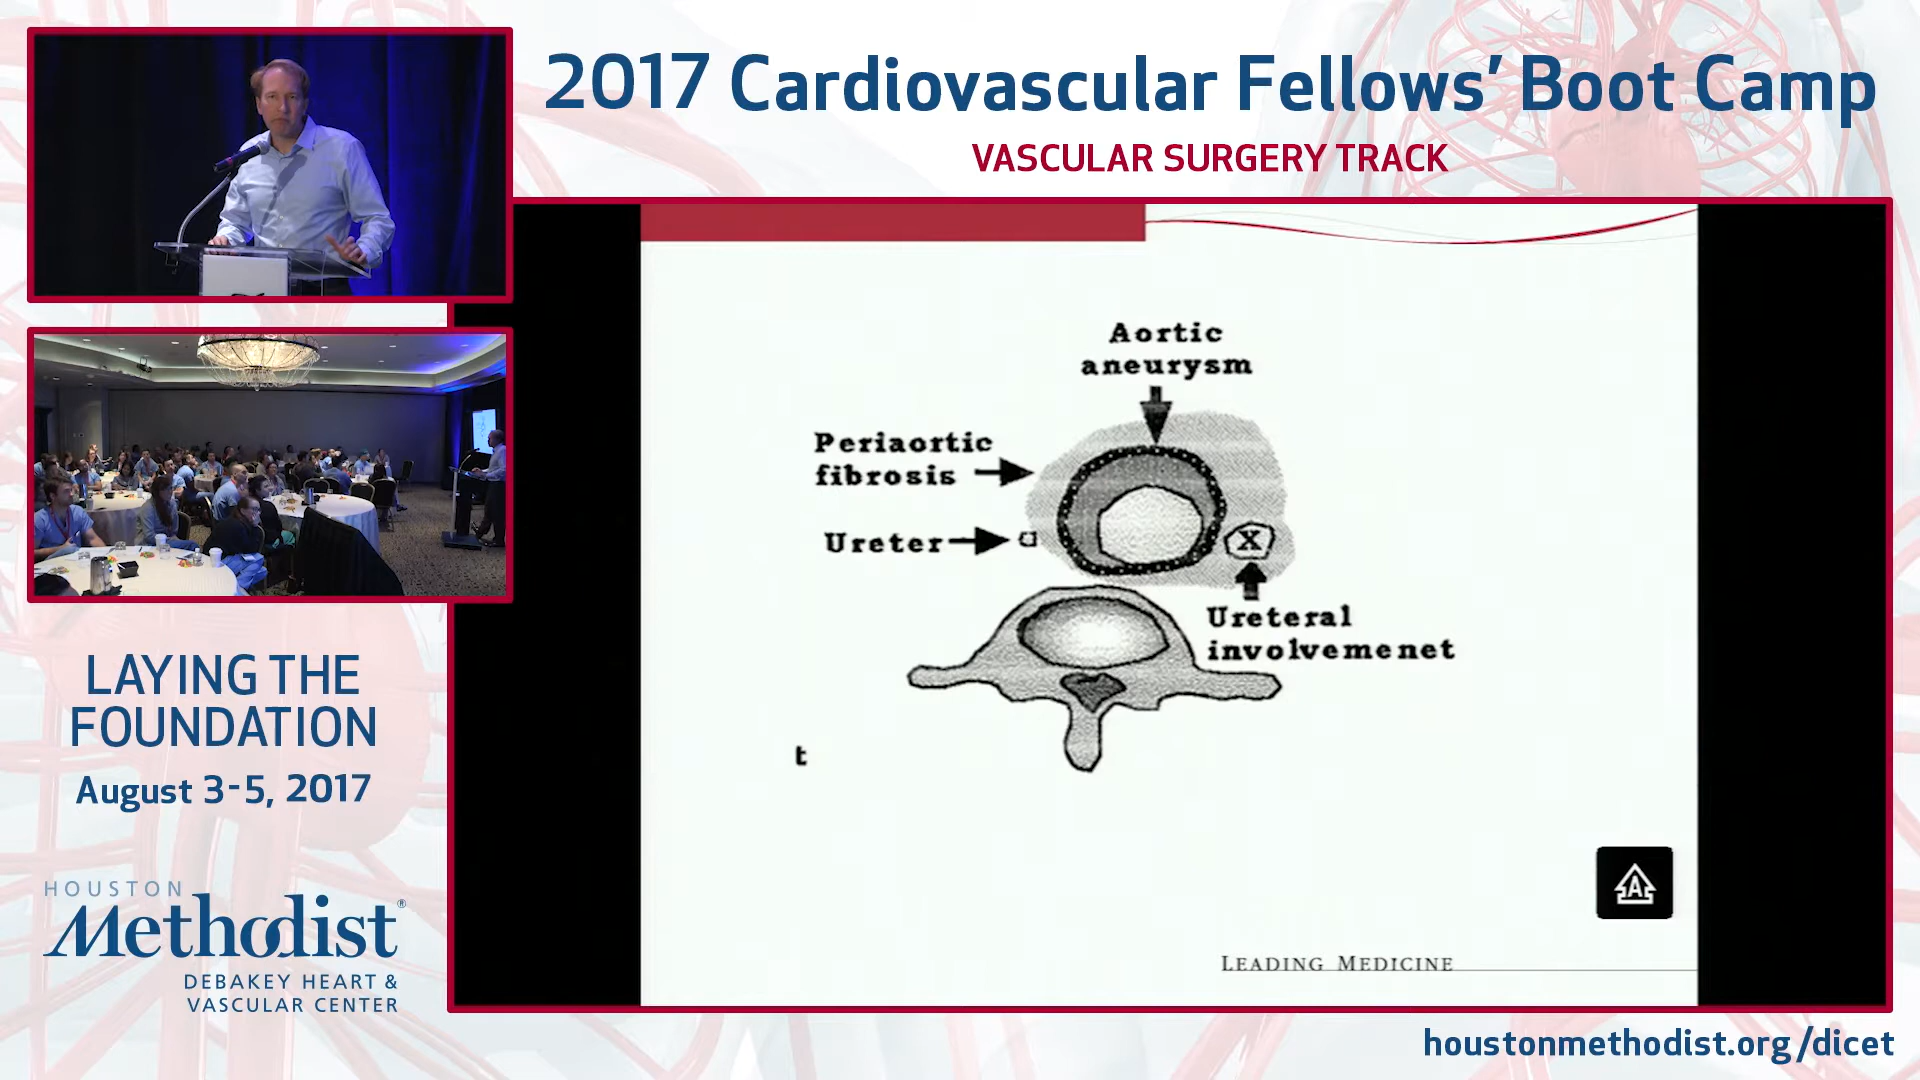 2017 Cardiovascular Fellows’ Boot Camp
VASCULAR SURGERY TRACK
Aortic
aneurysm
Periaortic
fibrosis
Ureter
X
Ureteral
involvemenet
t
A
LEADING MEDICINE
LAYING THE
FOUNDATION
August 3-5, 2017
HOUSTON
Methodist®
DEBAKEY HEART &
VASCULAR CENTER
houstonmethodist.org/dicet